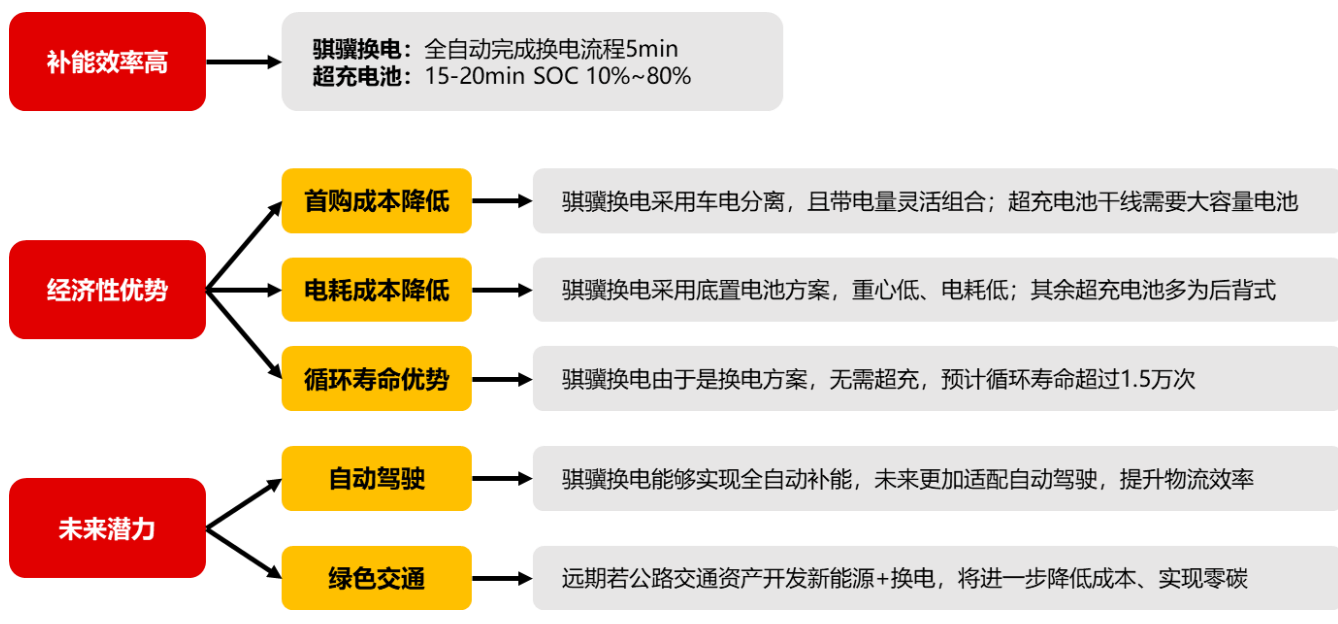 补能效率高
骐骥换电：全自动完成换电流程5min
超充电池：15-20min SOC 10%~80%
经济性优势
首购成本降低
骐骥换电采用车电分离，且带电量灵活组合；超充电池干线需要大容量电池
电耗成本降低
骐骥换电采用底置电池方案，重心低、电耗低；其余超充电池多为后背式
循环寿命优势
骐骥换电由于是换电方案，无需超充，预计循环寿命超过1.5万次
未来潜力
自动驾驶
骐骥换电能够实现全自动补能，未来更加适配自动驾驶，提升物流效率
绿色交通
远期若公路交通资产开发新能源+换电，将进一步降低成本、实现零碳